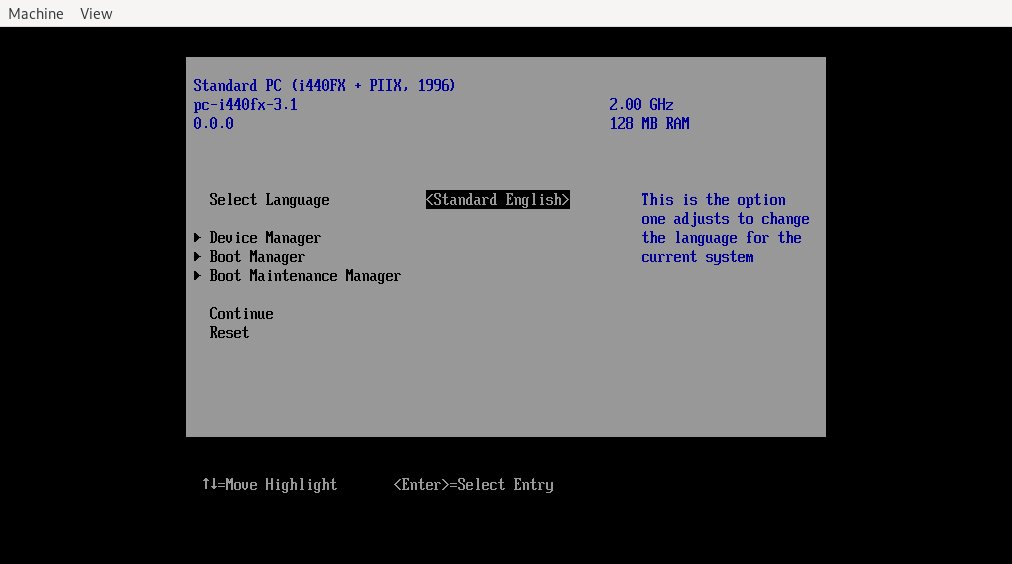 Machine View
Standard PC (i440FX + PIIX, 1996)
pc-i440fx-3.1 2.00 GHz
0.0.0 128 MB RAM
Select Language <Standard English> This is the option
one adjusts to change
Device Manager the language for the
Boot Manager current system
Boot Maintenance Manager
Continue
Reset
↑↓=Move Highlight <Enter>=Select Entry